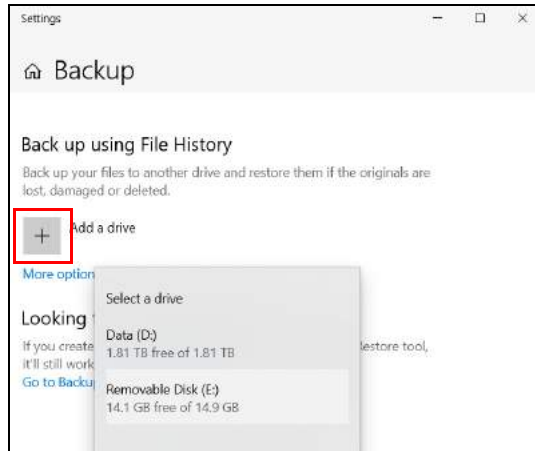 Settings
Backup
Back up using File History
Back up your files to another drive and restore them if the originals are
lost, damaged or deleted.
Add a drive
More option
Select a drive
Looking
Data (D:)
If you create
1.81 TB free of 1.81 TB
estore tool,
it'll still work
Go to Backu
Removable Disk (E:)
14.1 GB free of 14.9 GB